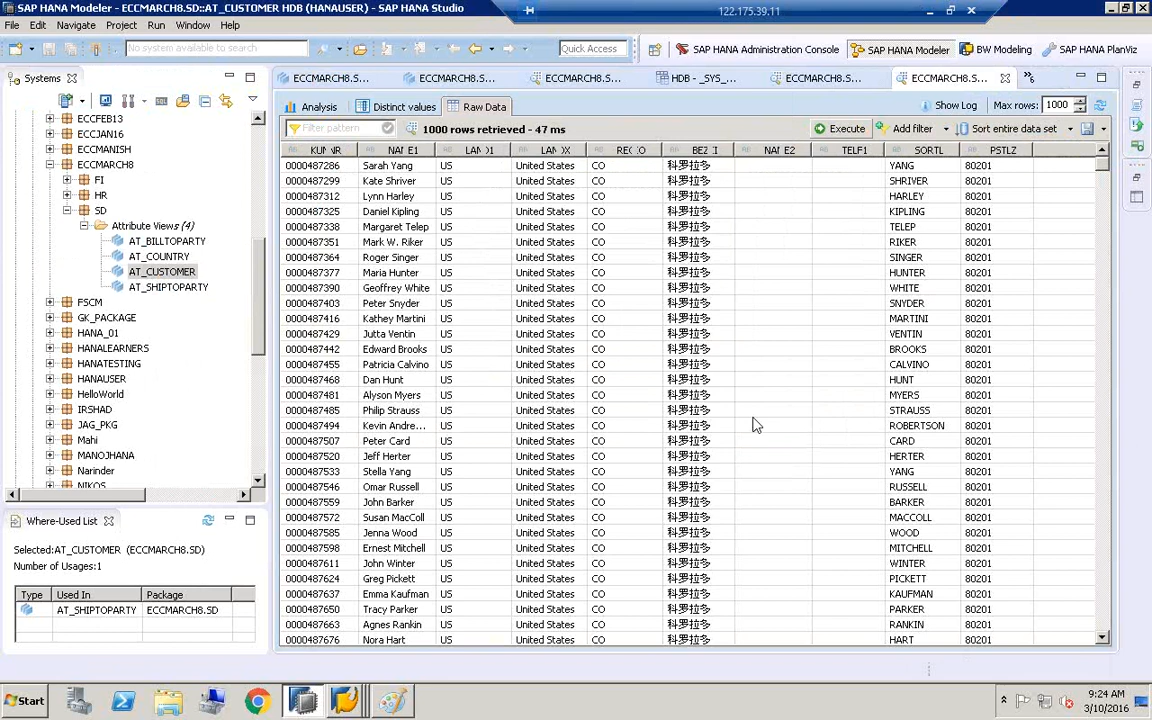 SAP HANA Modeler - ECCMARCH8.SD::AT_CUSTOMER HDB (HANAUSER) - SAP HANA Studio
122.175.39.11
File Edit Navigate Project Run Window Help
No system available to search
Quick Access
SAP HANA Administration Console
SAP HANA Modeler
BW Modeling
SAP HANA PlanViz
Systems
ECCMARCH8.S...
ECCMARCH8.S...
ECCMARCH8.S...
HDB - _SYS_...
ECCMARCH8.S...
ECCMARCH8.S...
Analysis
Distinct values
Raw Data
Show Log
Max rows: 1000
Filter pattern
1000 rows retrieved - 47 ms
Execute
Add filter
Sort entire data set
ECCFEB13
ECCJAN16
ECCMANISH
ECCMARCH8
FI
HR
SD
Attribute Views (4)
AT_BILLTOPARTY
AT_COUNTRY
AT_CUSTOMER
AT_SHIPTOPARTY
FSCM
GK_PACKAGE
HANA_01
HANALEARNERS
HANATESTING
HANAUSER
HelloWorld
IRSHAD
JAG_PKG
Mahi
MANOJHANA
Narinder
NIKOS
TELF1 SORTL PSTLZ
0000487286 Sarah Yang US United States CO 科罗拉多 YANG 80201
0000487299 Kate Shriver US United States CO 科罗拉多 SHRIVER 80201
0000487312 Lynn Harley US United States CO 科罗拉多 HARLEY 80201
0000487325 Daniel Kipling US United States CO 科罗拉多 KIPLING 80201
0000487338 Margaret Telep US United States CO 科罗拉多 TELEP 80201
0000487351 Mark W. Riker US United States CO 科罗拉多 RIKER 80201
0000487364 Roger Singer US United States CO 科罗拉多 SINGER 80201
0000487377 Maria Hunter US United States CO 科罗拉多 HUNTER 80201
0000487390 Geoffrey White US United States CO 科罗拉多 WHITE 80201
0000487403 Peter Snyder US United States CO 科罗拉多 SNYDER 80201
0000487416 Kathey Martini US United States CO 科罗拉多 MARTINI 80201
0000487429 Jutta Ventin US United States CO 科罗拉多 VENTIN 80201
0000487442 Edward Brooks US United States CO 科罗拉多 BROOKS 80201
0000487455 Patricia Calvino US United States CO 科罗拉多 CALVINO 80201
0000487468 Dan Hunt US United States CO 科罗拉多 HUNT 80201
0000487481 Alyson Myers US United States CO 科罗拉多 MYERS 80201
0000487485 Philip Strauss US United States CO 科罗拉多 STRAUSS 80201
0000487494 Kevin Andre... US United States CO 科罗拉多 ROBERTSON 80201
0000487507 Peter Card US United States CO 科罗拉多 CARD 80201
0000487520 Jeff Herter US United States CO 科罗拉多 HERTER 80201
0000487533 Stella Yang US United States CO 科罗拉多 YANG 80201
0000487546 Omar Russell US United States CO 科罗拉多 RUSSELL 80201
0000487559 John Barker US United States CO 科罗拉多 BARKER 80201
0000487572 Susan MacColl US United States CO 科罗拉多 MACCOLL 80201
0000487585 Jenna Wood US United States CO 科罗拉多 WOOD 80201
0000487598 Ernest Mitchell US United States CO 科罗拉多 MITCHELL 80201
0000487611 John Winter US United States CO 科罗拉多 WINTER 80201
0000487624 Greg Pickett US United States CO 科罗拉多 PICKETT 80201
0000487637 Emma Kaufman US United States CO 科罗拉多 KAUFMAN 80201
0000487650 Tracy Parker US United States CO 科罗拉多 PARKER 80201
0000487663 Agnes Rankin US United States CO 科罗拉多 RANKIN 80201
0000487676 Nora Hart US United States CO 科罗拉多 HART 80201
Where-Used List
Selected:AT_CUSTOMER (ECCMARCH8.SD)
Number of Usages:1
Type Used In Package
AT_SHIPTOPARTY ECCMARCH8.SD
Start
9:24 AM
3/10/2016